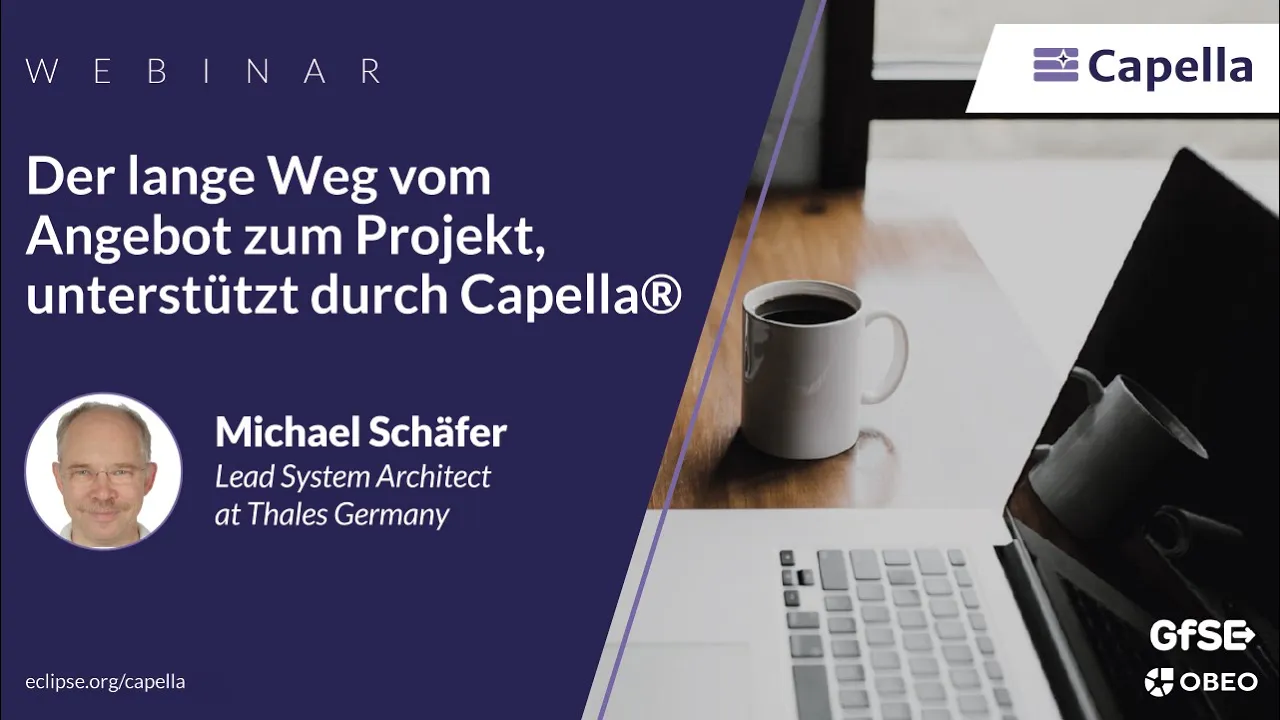 WEBINAR
Capella
Der lange Weg vom
Angebot zum Projekt,
unterstützt durch Capella®
Michael Schäfer
Lead System Architect
at Thales Germany
GfSE
OBEO
eclipse.org/capella